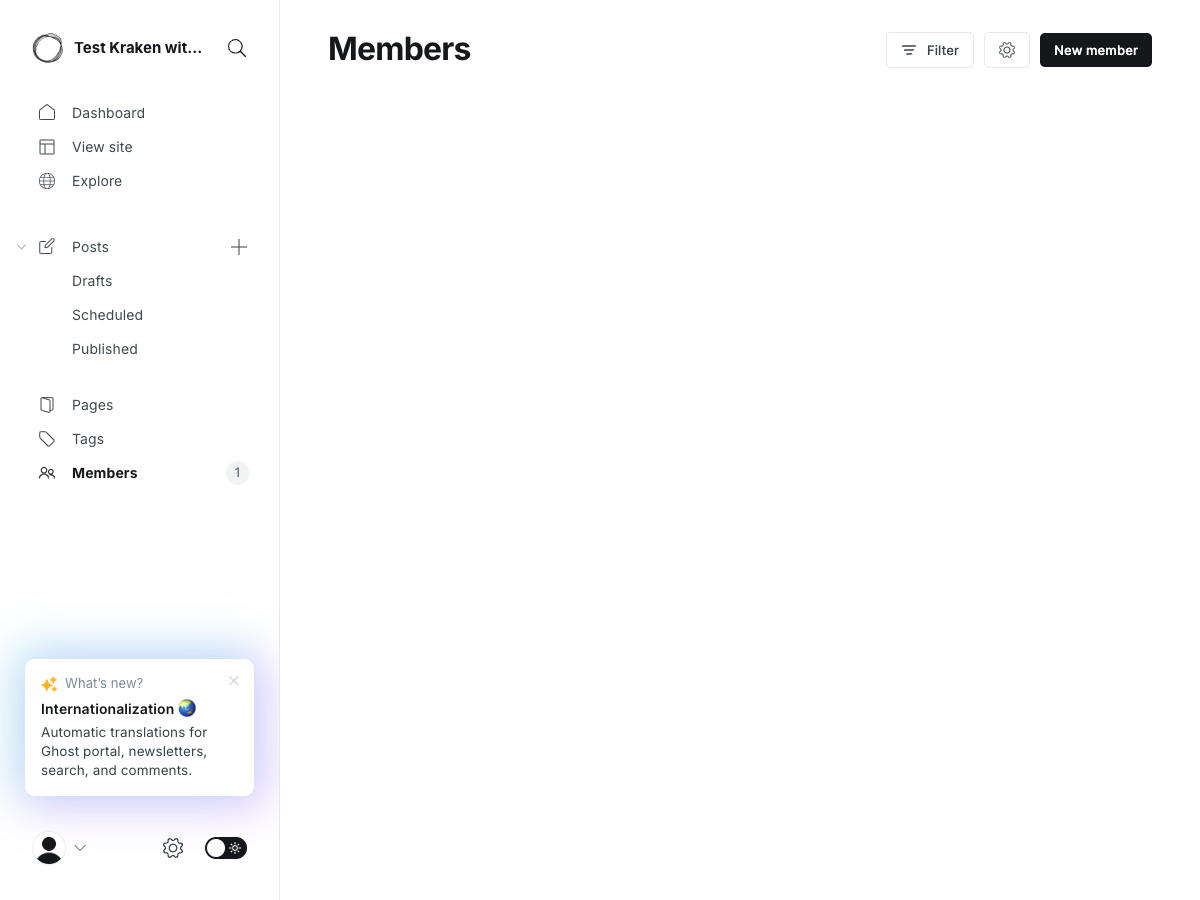 Test Kraken wit...
Dashboard
View site
Explore
Posts
Drafts
Scheduled
Published
Pages
Tags
Members
1
What's new?
Internationalization
Automatic translations for
Ghost portal, newsletters,
search, and comments.
Members
Filter
New member